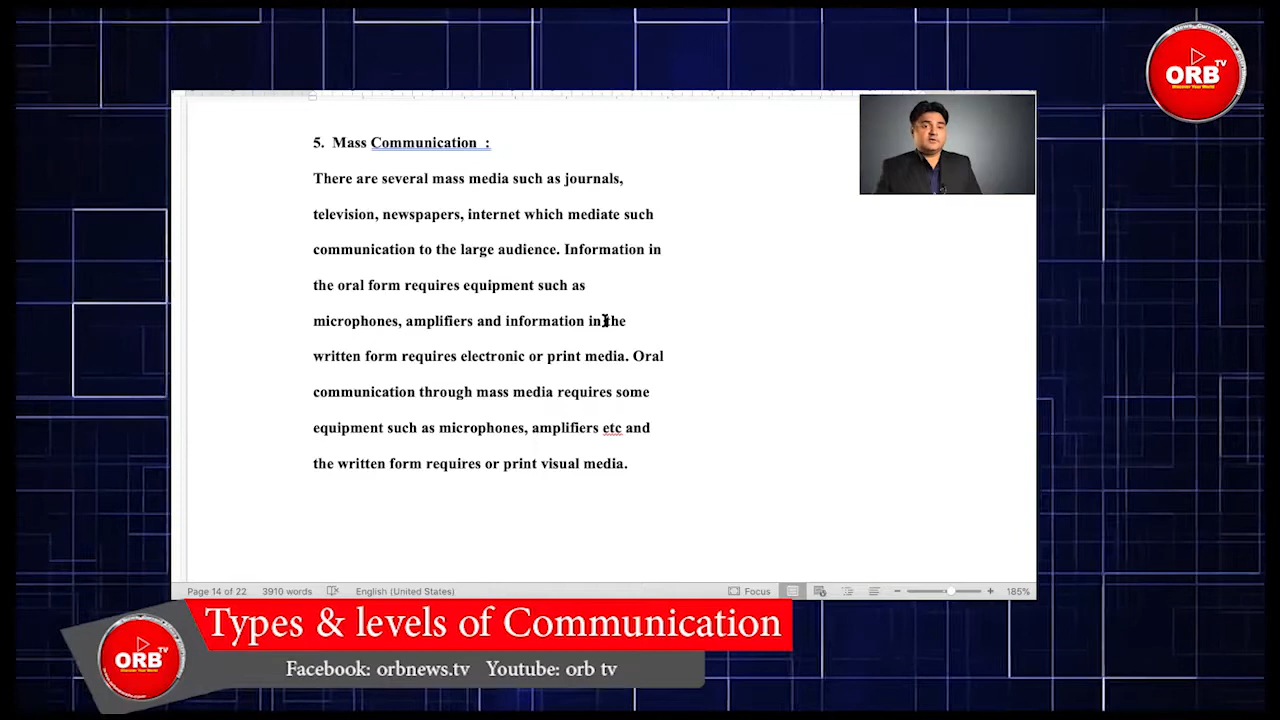 ORB TV
Discover Your World
5. Mass Communication :
There are several mass media such as journals,
television, newspapers, internet which mediate such
communication to the large audience. Information in
the oral form requires equipment such as
microphones, amplifiers and information in the
written form requires electronic or print media. Oral
communication through mass media requires some
equipment such as microphones, amplifiers etc and
the written form requires or print visual media.
Page 14 of 22 3910 words English (United States) Focus 185%
Types & levels of Communication
ORB TV
Facebook: orbnews.tv Youtube: orb tv